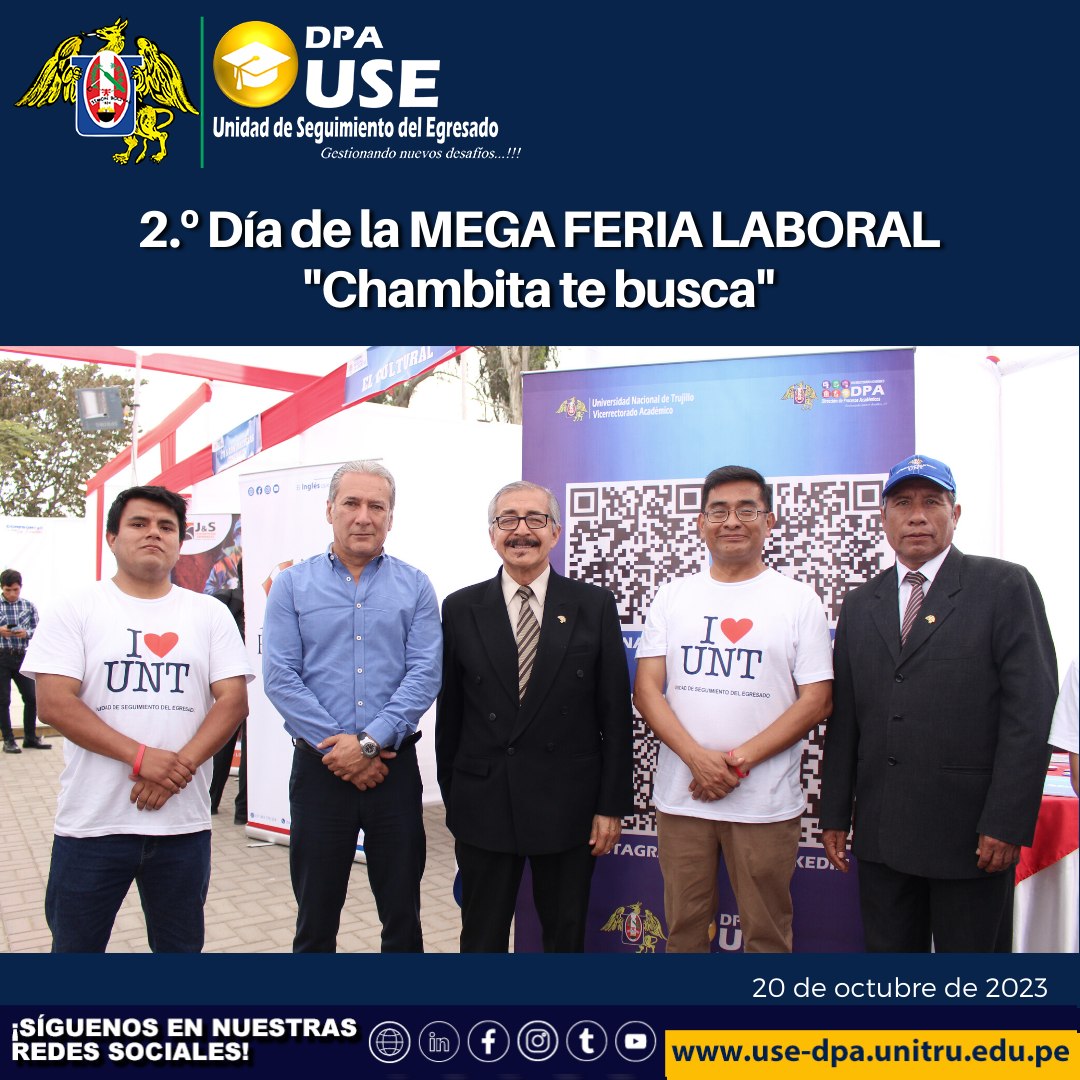 DPA
USE
Unidad de Seguimiento del Egresado
Gestionando nuevos desafíos...!!!
2.º Día de la MEGA FERIA LABORAL
"Chambita te busca"
EL CULTURAL
Universidad Nacional de Trujillo
Vicerrectorado Académico
DPA
Inglés
J&S
UNT
I ❤ UNT
UNIDAD DE SEGUIMIENTO DEL EGRESADO
I ❤ UNT
UNIDAD DE SEGUIMIENTO DEL EGRESADO
DPA
20 de octubre de 2023
¡SÍGUENOS EN NUESTRAS
REDES SOCIALES!
www.use-dpa.unitru.edu.pe